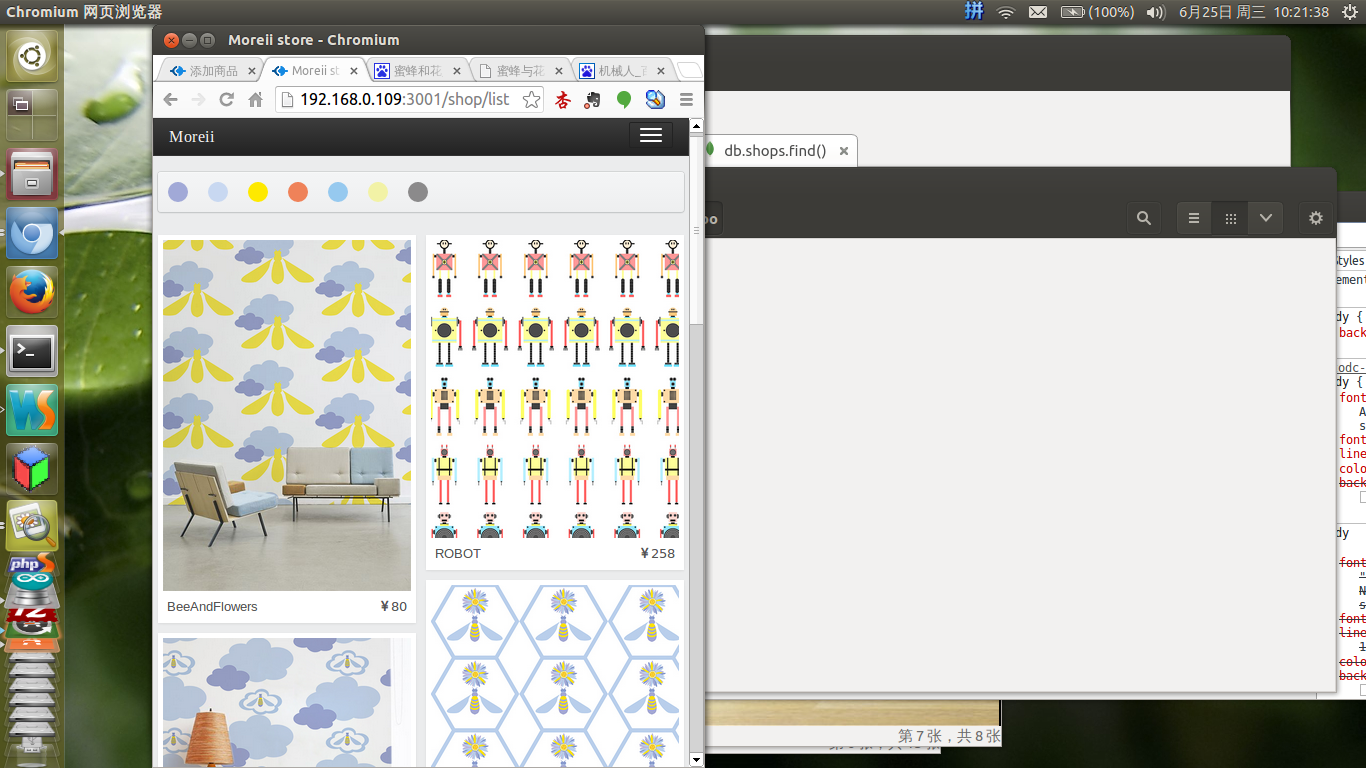 Chromium 网页浏览器
拼
(100%)
6月25日 周三 10:21:38
Moreii store - Chromium
添加商品
Moreii st
蜜蜂和花
蜜蜂与花
机械人_
192.168.0.109:3001/shop/list
杏
Moreii
db.shops.find()
oo
Styles
ement
dy {
back
odc-
dy {
font
A
s
font
line
colo
back
dy
font
"
N
s
font
line
1
colo
back
BeeAndFlowers
¥ 80
ROBOT
¥ 258
php
第 7 张，共 8 张